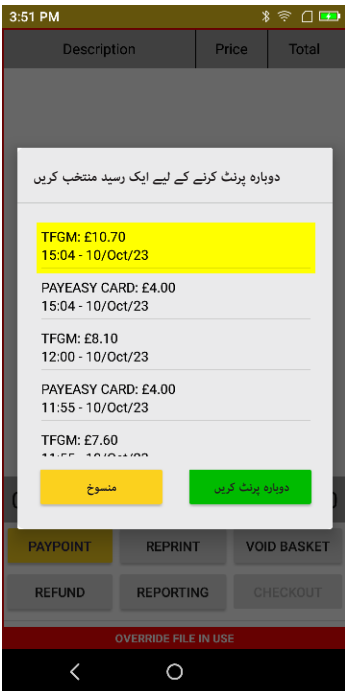 3:51 PM
Description Price Total
دوبارہ پرنٹ کرنے کے لیے ایک رسید منتخب کریں
TFGM: £10.70
15:04 - 10/Oct/23
PAYEASY CARD: £4.00
15:04 - 10/Oct/23
TFGM: £8.10
12:00 - 10/Oct/23
PAYEASY CARD: £4.00
11:55 - 10/Oct/23
TFGM: £7.60
منسوخ
دوبارہ پرنٹ کریں
PAYPOINT REPRINT VOID BASKET
REFUND REPORTING CHECKOUT
OVERRIDE FILE IN USE